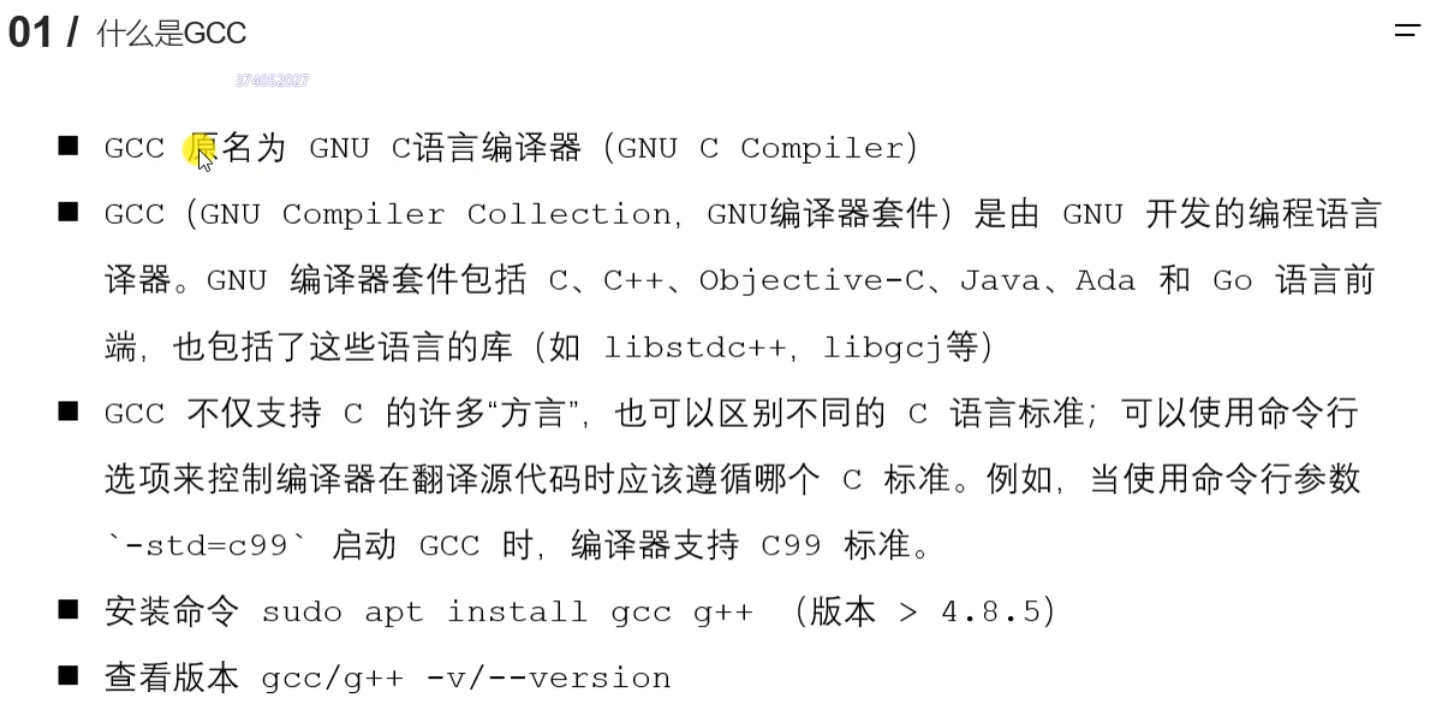 01 / 什么是GCC
374052027
■ GCC 原名为 GNU C语言编译器（GNU C Compiler）
■ GCC（GNU Compiler Collection，GNU编译器套件）是由 GNU 开发的编程语言
译器。GNU 编译器套件包括 C、C++、Objective-C、Java、Ada 和 Go 语言前
端，也包括了这些语言的库（如 libstdc++，libgcj等）
■ GCC 不仅支持 C 的许多“方言”，也可以区别不同的 C 语言标准；可以使用命令行
选项来控制编译器在翻译源代码时应该遵循哪个 C 标准。例如，当使用命令行参数
`-std=c99` 启动 GCC 时，编译器支持 C99 标准。
■ 安装命令 sudo apt install gcc g++ （版本 > 4.8.5）
■ 查看版本 gcc/g++ -v/--version